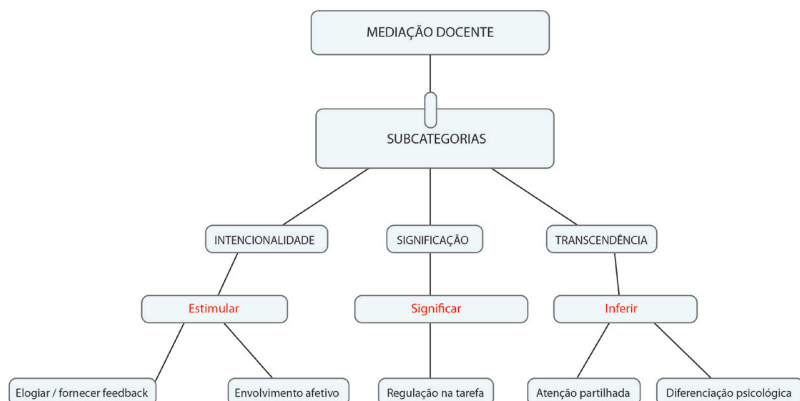 MEDIAÇÃO DOCENTE
SUBCATEGORIAS
INTENCIONALIDADE
SIGNIFICAÇÃO
TRANSCENDÊNCIA
Estimular
Significar
Inferir
Elogiar / fornecer feedback
Envolvimento afetivo
Regulação na tarefa
Atenção partilhada
Diferenciação psicológica